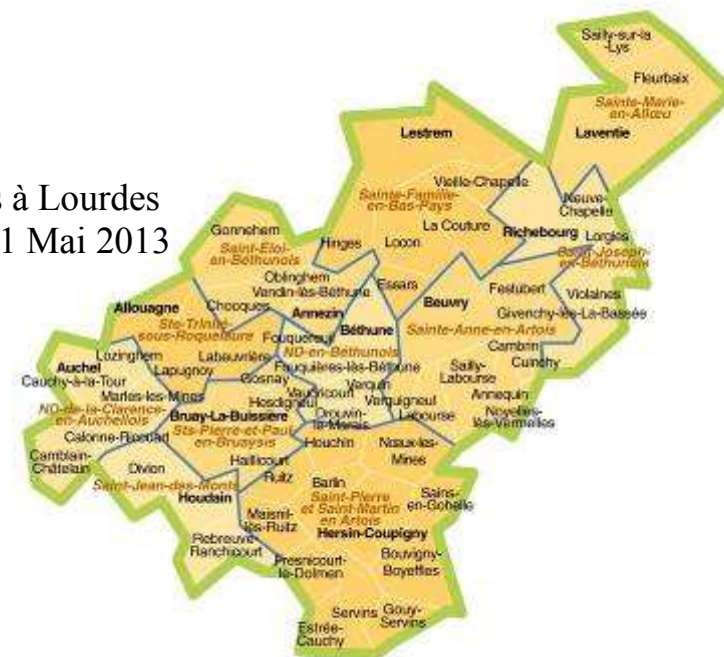 s à Lourdes
1 Mai 2013
Sailly-sur-la
-Lys
Fleurbaix
Sainte-Marie-
en-Allœu
Laventie
Lestrem
Vieille-Chapelle
Sainte-Famille
en-Bas-Pays
La Couture
Neuve-
Chapelle
Richebourg
Lorgies
Saint-Joseph-
en-Béthunois
Gonnehem
Saint-Eloi-
en-Béthunois
Hinges
Locon
Oblinghem
Vendin-lès-Béthune
Essars
Beuvry
Festubert
Violaines
Givenchy-lès-La-Bassée
Allouagne
Chocques
Annezin
Béthune
Sainte-Anne-en-Artois
Ste-Trinité-
sous-Roquelaure
Fouquereuil
ND-en-Béthunois
Cambrin
Cuinchy
Auchel
Lozinghem
Labeuvrière
Fouquières-lès-Béthune
Cauchy-à-la-Tour
Lapugnoy
Gosnay
Verquin
Sailly-
Labourse
Marles-les-Mines
Hesdigneul
Vaudricourt
Verquigneul
Annequin
ND-de-la-Clarence-
en-Auchellois
Bruay-La-Buissière
Drouvin-
le-Marais
Labourse
Noyelles-
lès-Vermelles
Sts-Pierre-et-Paul
en-Bruaysis
Calonne-Ricouart
Houchin
Nœux-les-
Mines
Camblain-
Châtelain
Divion
Haillicourt
Ruitz
Barlin
Saint-Jean-des-Monts
Houdain
Saint-Pierre
et Saint-Martin
en Artois
Sains-
en-Gohelle
Maisnil-
lès-Ruitz
Hersin-Coupigny
Rebreuve-
Ranchicourt
Fresnicourt-
le-Dolmen
Bouvigny-
Boyeffles
Servins
Gouy-
Servins
Estrée-
Cauchy